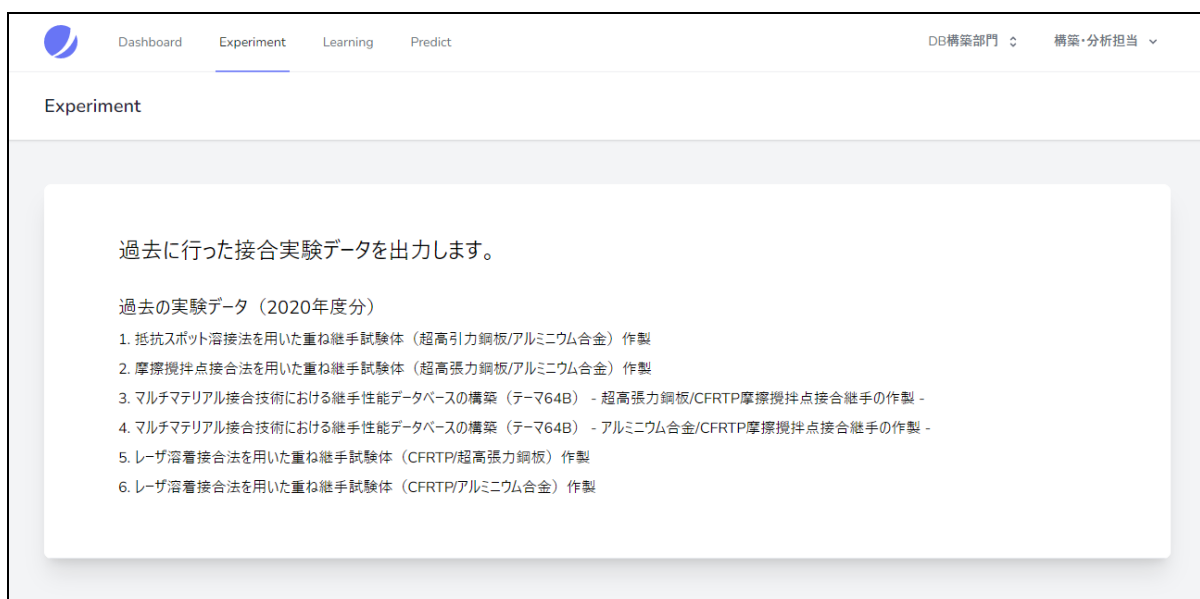 Dashboard Experiment Learning Predict DB構築部門 構築・分析担当
Experiment
過去に行った接合実験データを出力します。
過去の実験データ（2020年度分）
1. 抵抗スポット溶接法を用いた重ね継手試験体（超高引力鋼板/アルミニウム合金）作製
2. 摩擦攪拌点接合法を用いた重ね継手試験体（超高張力鋼板/アルミニウム合金）作製
3. マルチマテリアル接合技術における継手性能データベースの構築（テーマ64B） - 超高張力鋼板/CFRTP摩擦攪拌点接合継手の作製 -
4. マルチマテリアル接合技術における継手性能データベースの構築（テーマ64B） - アルミニウム合金/CFRTP摩擦攪拌点接合継手の作製 -
5. レーザ溶着接合法を用いた重ね継手試験体（CFRTP/超高張力鋼板）作製
6. レーザ溶着接合法を用いた重ね継手試験体（CFRTP/アルミニウム合金）作製